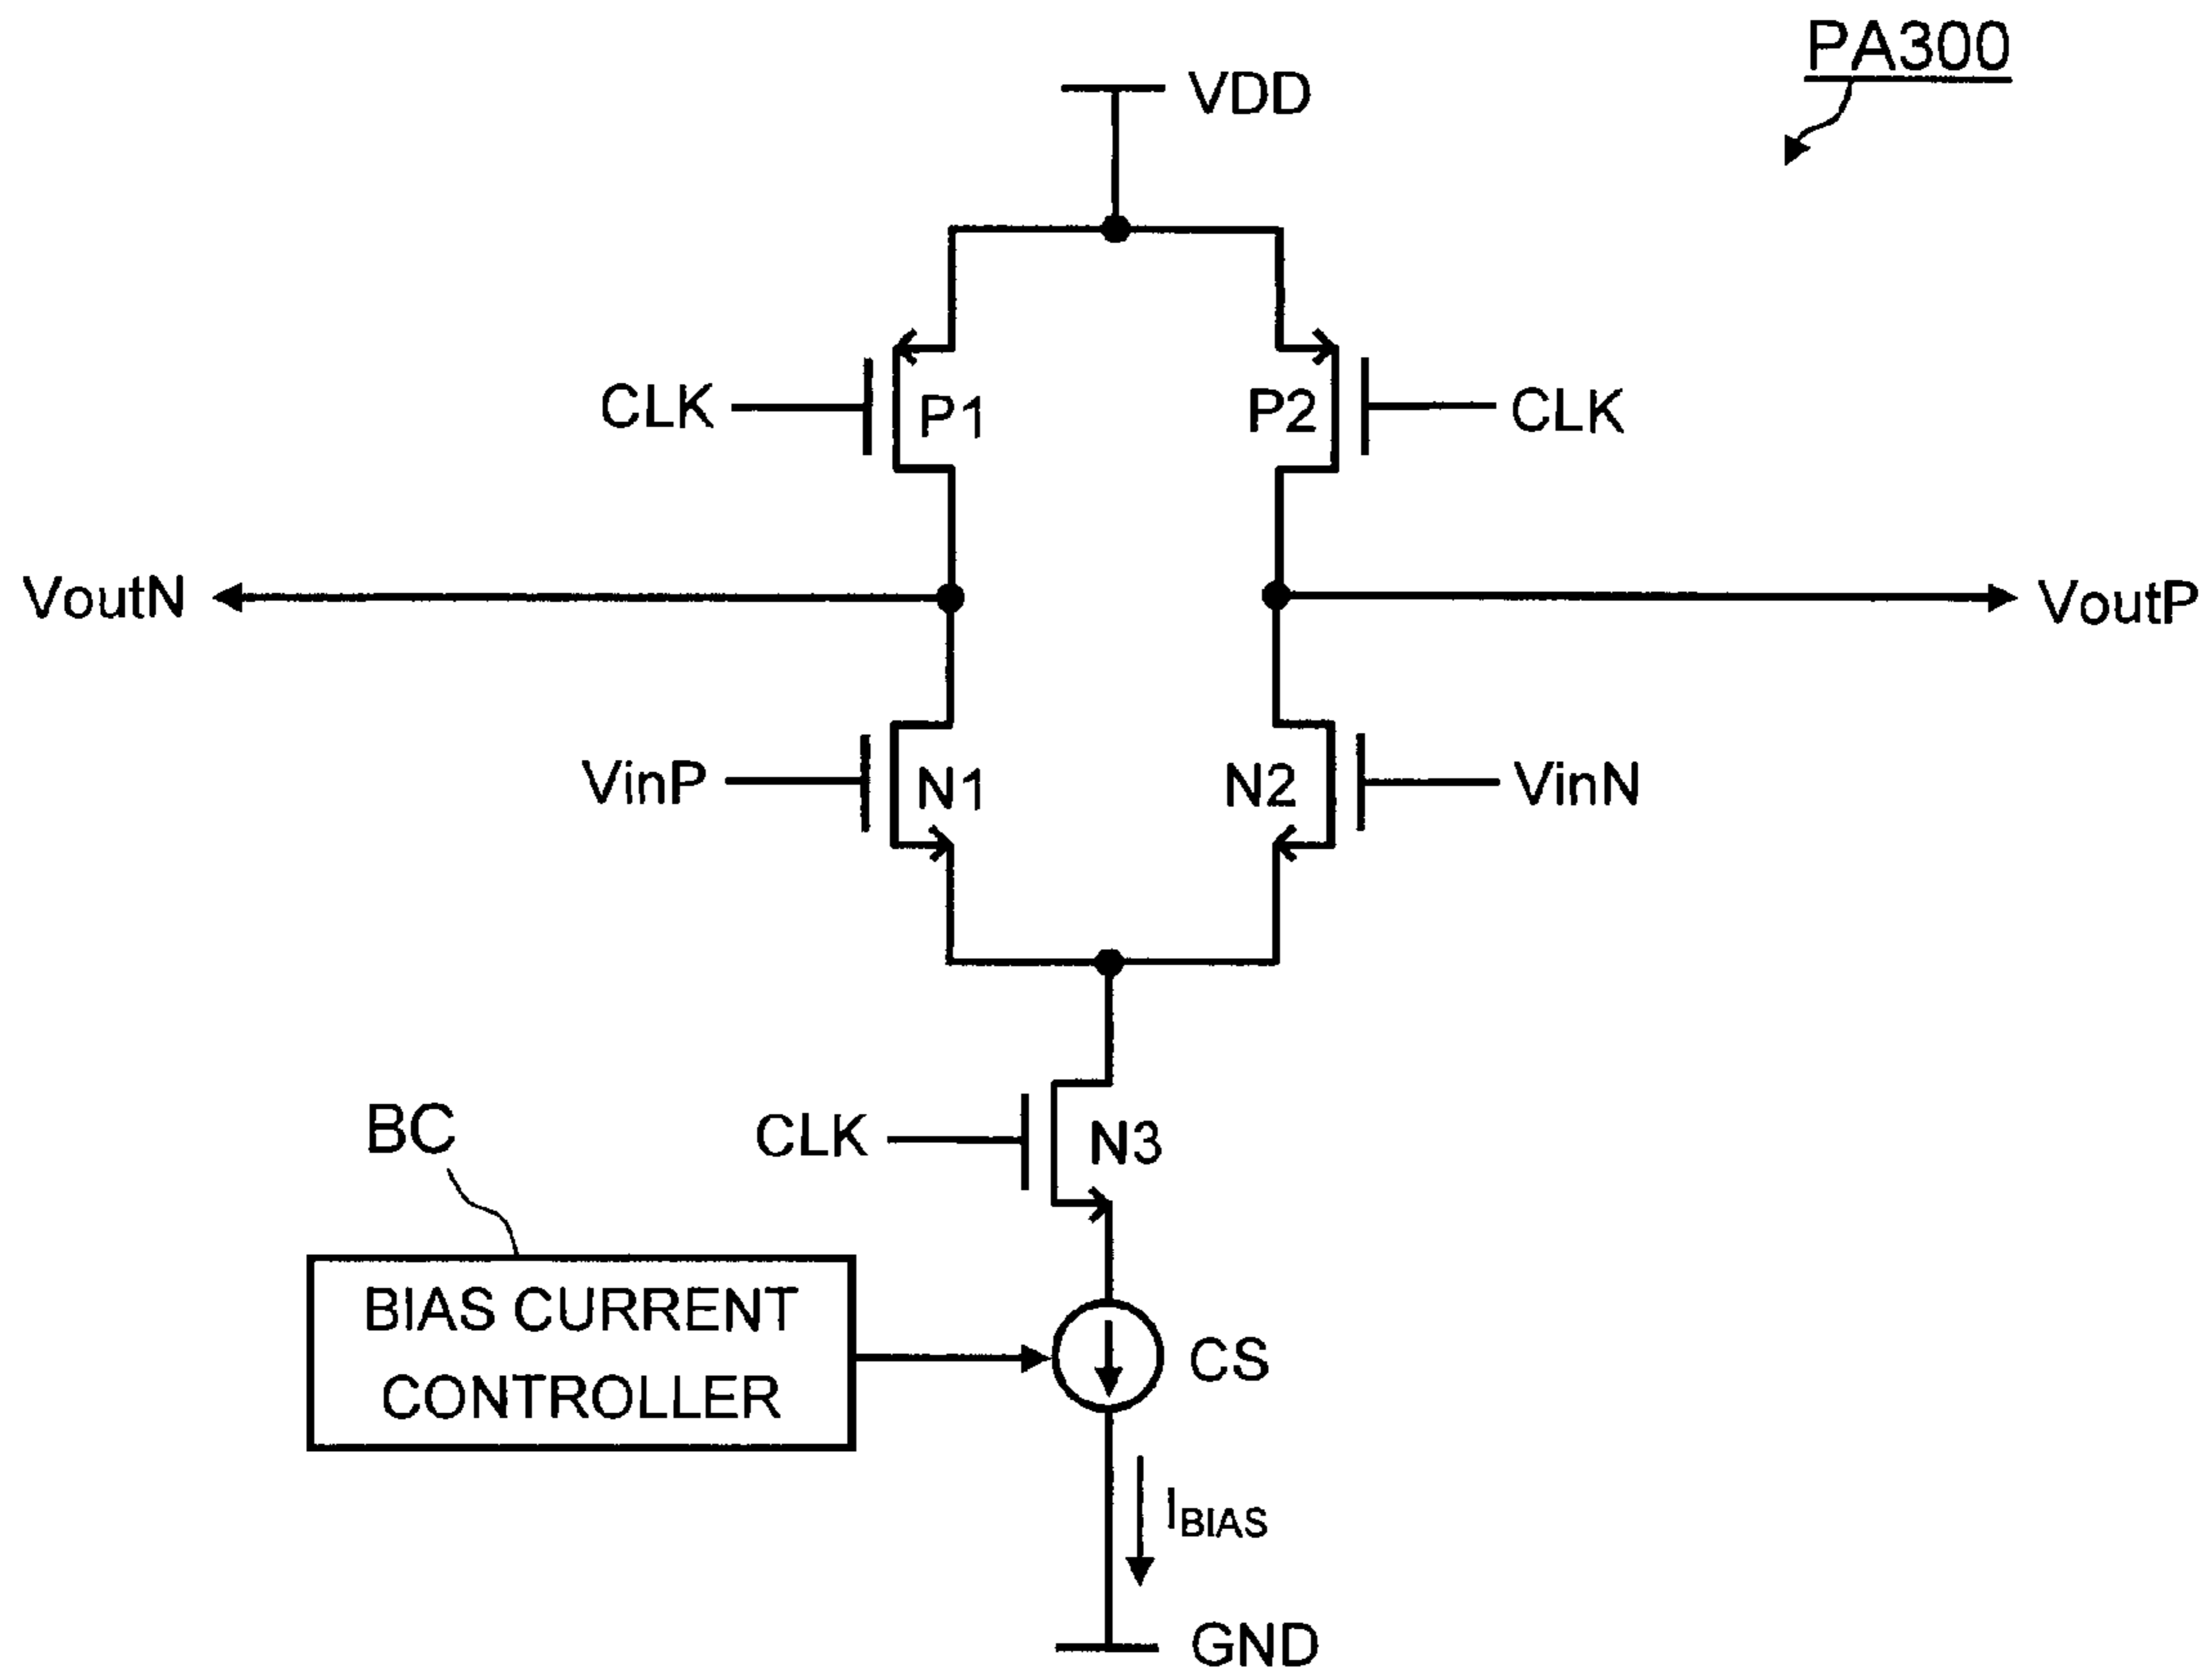 PA300
VDD
CLK
P1
P2
CLK
VoutN
VoutP
VinP
N1
N2
VinN
BC
CLK
N3
BIAS CURRENT
CONTROLLER
CS
IBIAS
GND